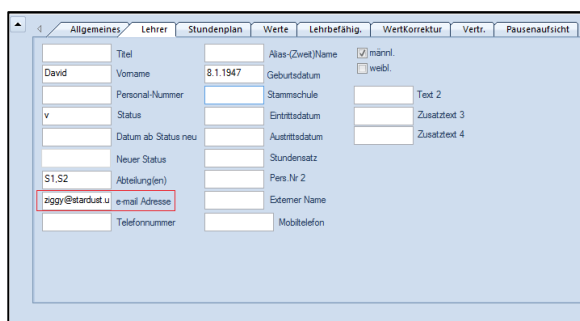 Allgemeines Lehrer Stundenplan Werte Lehrbefähig. WertKorrektur Vertr. Pausenaufsicht
Titel Alias-(Zweit)Name männl.
David Vorname 8.1.1947 Geburtsdatum weibl.
Personal-Nummer Stammschule Text 2
v Status Eintrittsdatum Zusatztext 3
Datum ab Status neu Austrittsdatum Zusatztext 4
Neuer Status Stundensatz
S1,S2 Abteilung(en) Pers.Nr 2
ziggy@stardust.u e-mail Adresse Externer Name
Telefonnummer Mobiltelefon